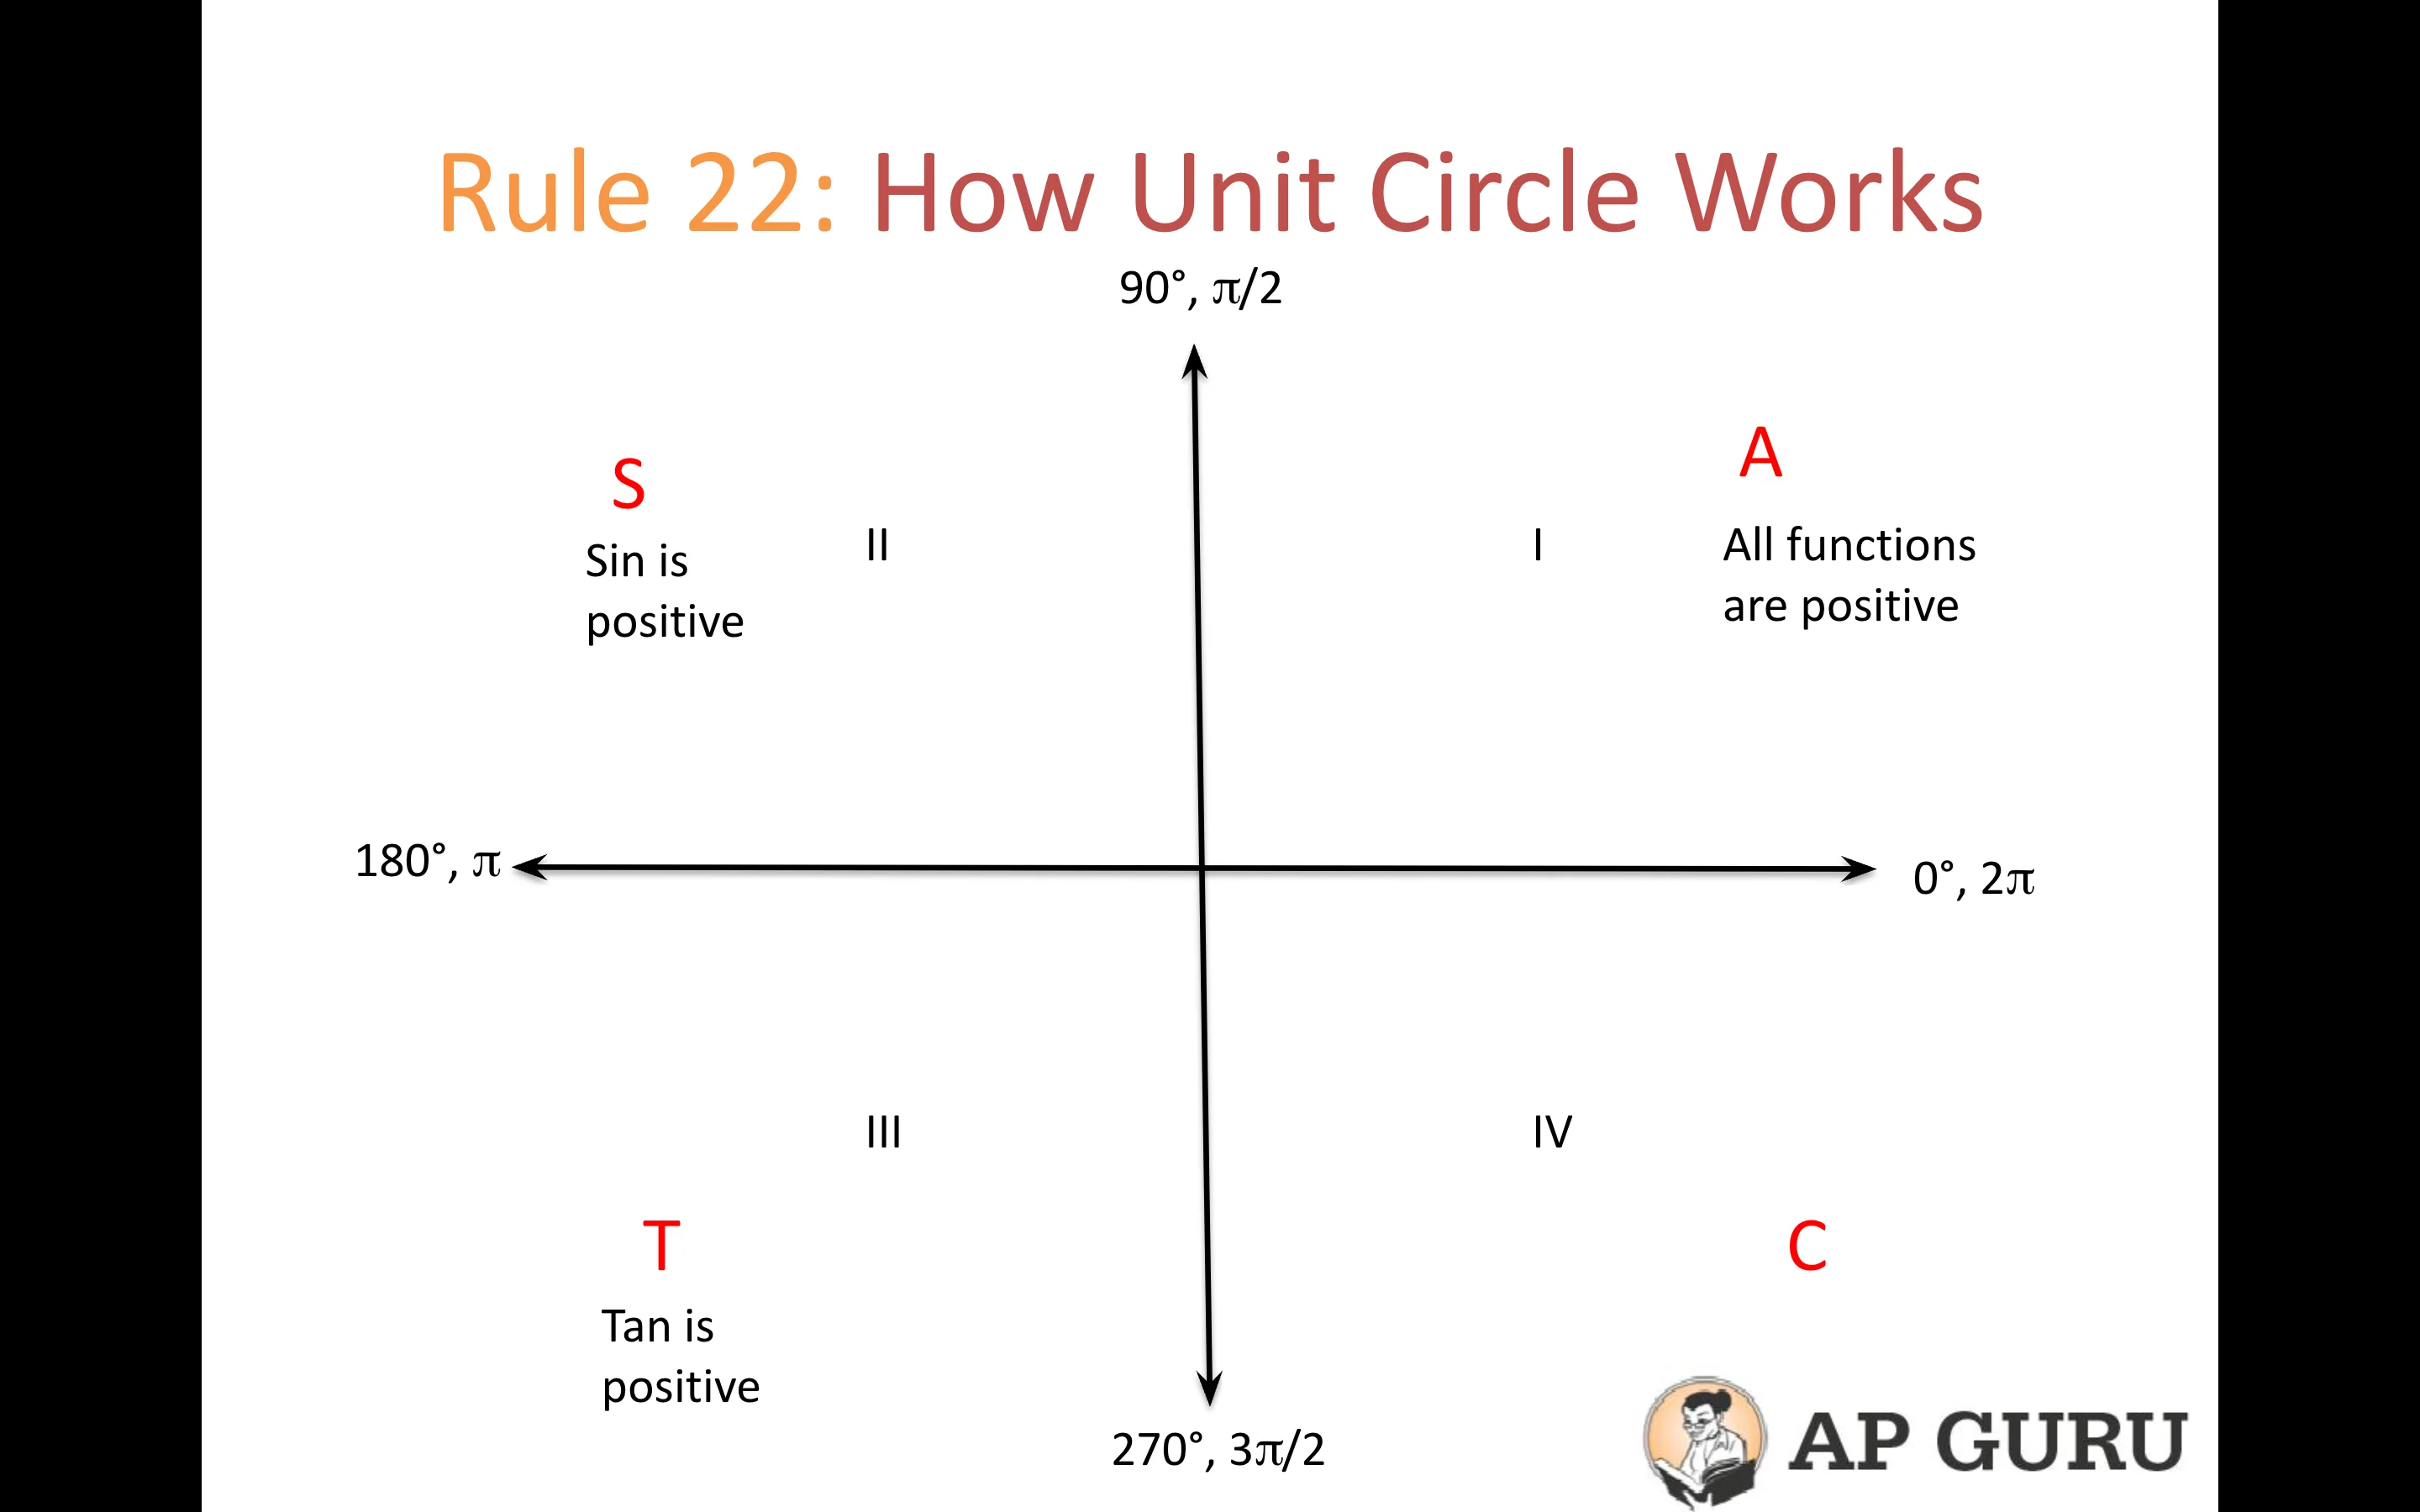 Rule 22: How Unit Circle Works
90°, π/2
S
A
Sin is
positive
II
I
All functions
are positive
180°, π
0°, 2π
III
IV
T
C
Tan is
positive
270°, 3π/2
AP GURU